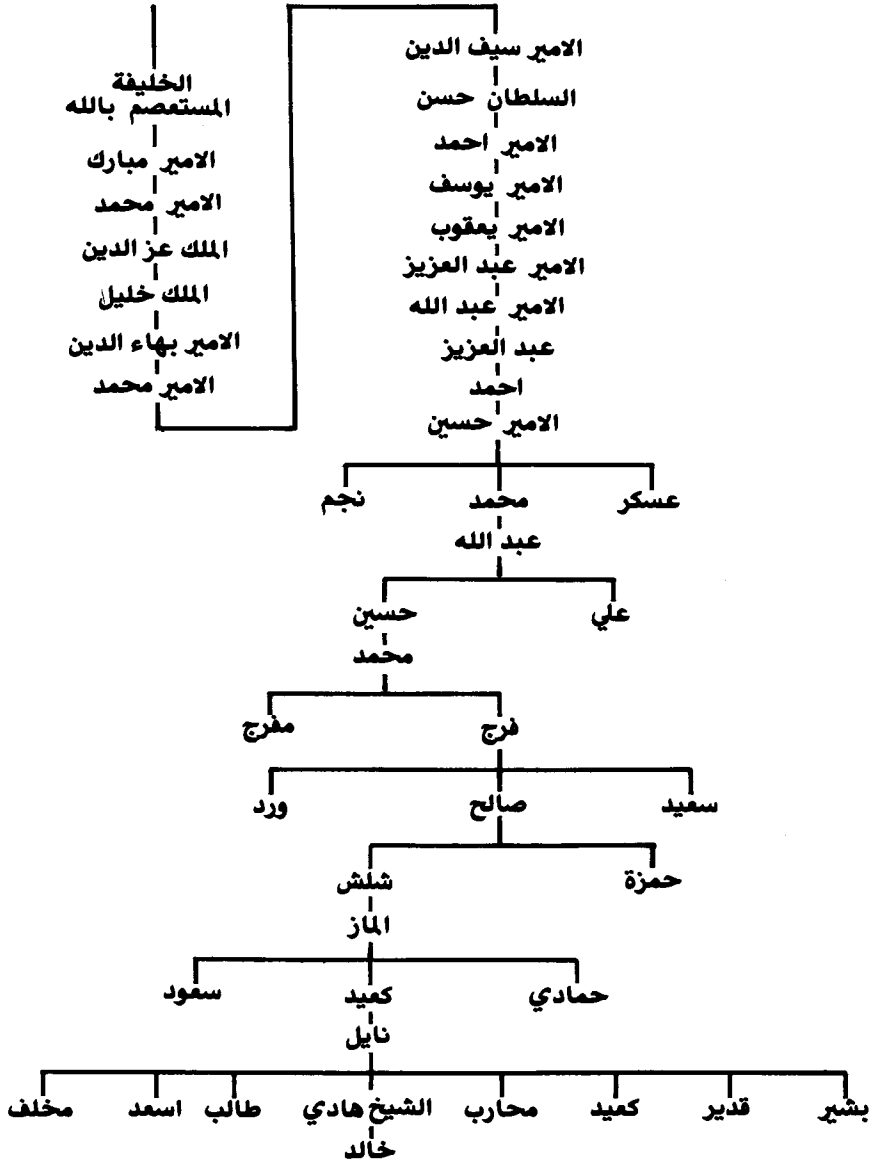 الخليفة
المستعصم بالله
الامير مبارك
الامير محمد
الملك عز الدين
الملك خليل
الامير بهاء الدين
الامير محمد
الامير سيف الدين
السلطان حسن
الامير احمد
الامير يوسف
الامير يعقوب
الامير عبد العزيز
الامير عبد الله
عبد العزيز
احمد
الامير حسين
عسكر محمد نجم
عبد الله
علي حسين
محمد
فرج مفرج
سعيد صالح ورد
حمزة شلش
الماز
حمادي كعيد سعود
نايل
بشير قدير كعيد محارب الشيخ هادي طالب اسعد مخلف
خالد